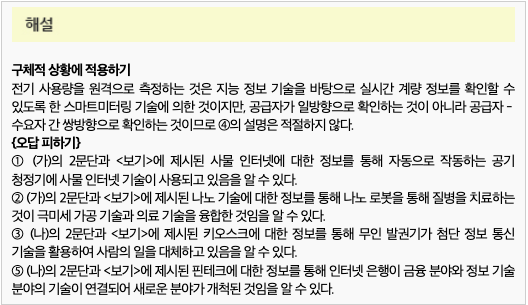 해설
구체적 상황에 적용하기
전기 사용량을 원격으로 측정하는 것은 지능 정보 기술을 바탕으로 실시간 계량 정보를 확인할 수
있도록 한 스마트미터링 기술에 의한 것이지만, 공급자가 일방향으로 확인하는 것이 아니라 공급자 -
수요자 간 쌍방향으로 확인하는 것이므로 ④의 설명은 적절하지 않다.
{오답 피하기}
① (가)의 2문단과 <보기>에 제시된 사물 인터넷에 대한 정보를 통해 자동으로 작동하는 공기
청정기에 사물 인터넷 기술이 사용되고 있음을 알 수 있다.
② (가)의 2문단과 <보기>에 제시된 나노 기술에 대한 정보를 통해 나노 로봇을 통해 질병을 치료하는
것이 극미세 가공 기술과 의료 기술을 융합한 것임을 알 수 있다.
③ (나)의 2문단과 <보기>에 제시된 키오스크에 대한 정보를 통해 무인 발권기가 첨단 정보 통신
기술을 활용하여 사람의 일을 대체하고 있음을 알 수 있다.
⑤ (나)의 2문단과 <보기>에 제시된 핀테크에 대한 정보를 통해 인터넷 은행이 금융 분야와 정보 기술
분야의 기술이 연결되어 새로운 분야가 개척된 것임을 알 수 있다.